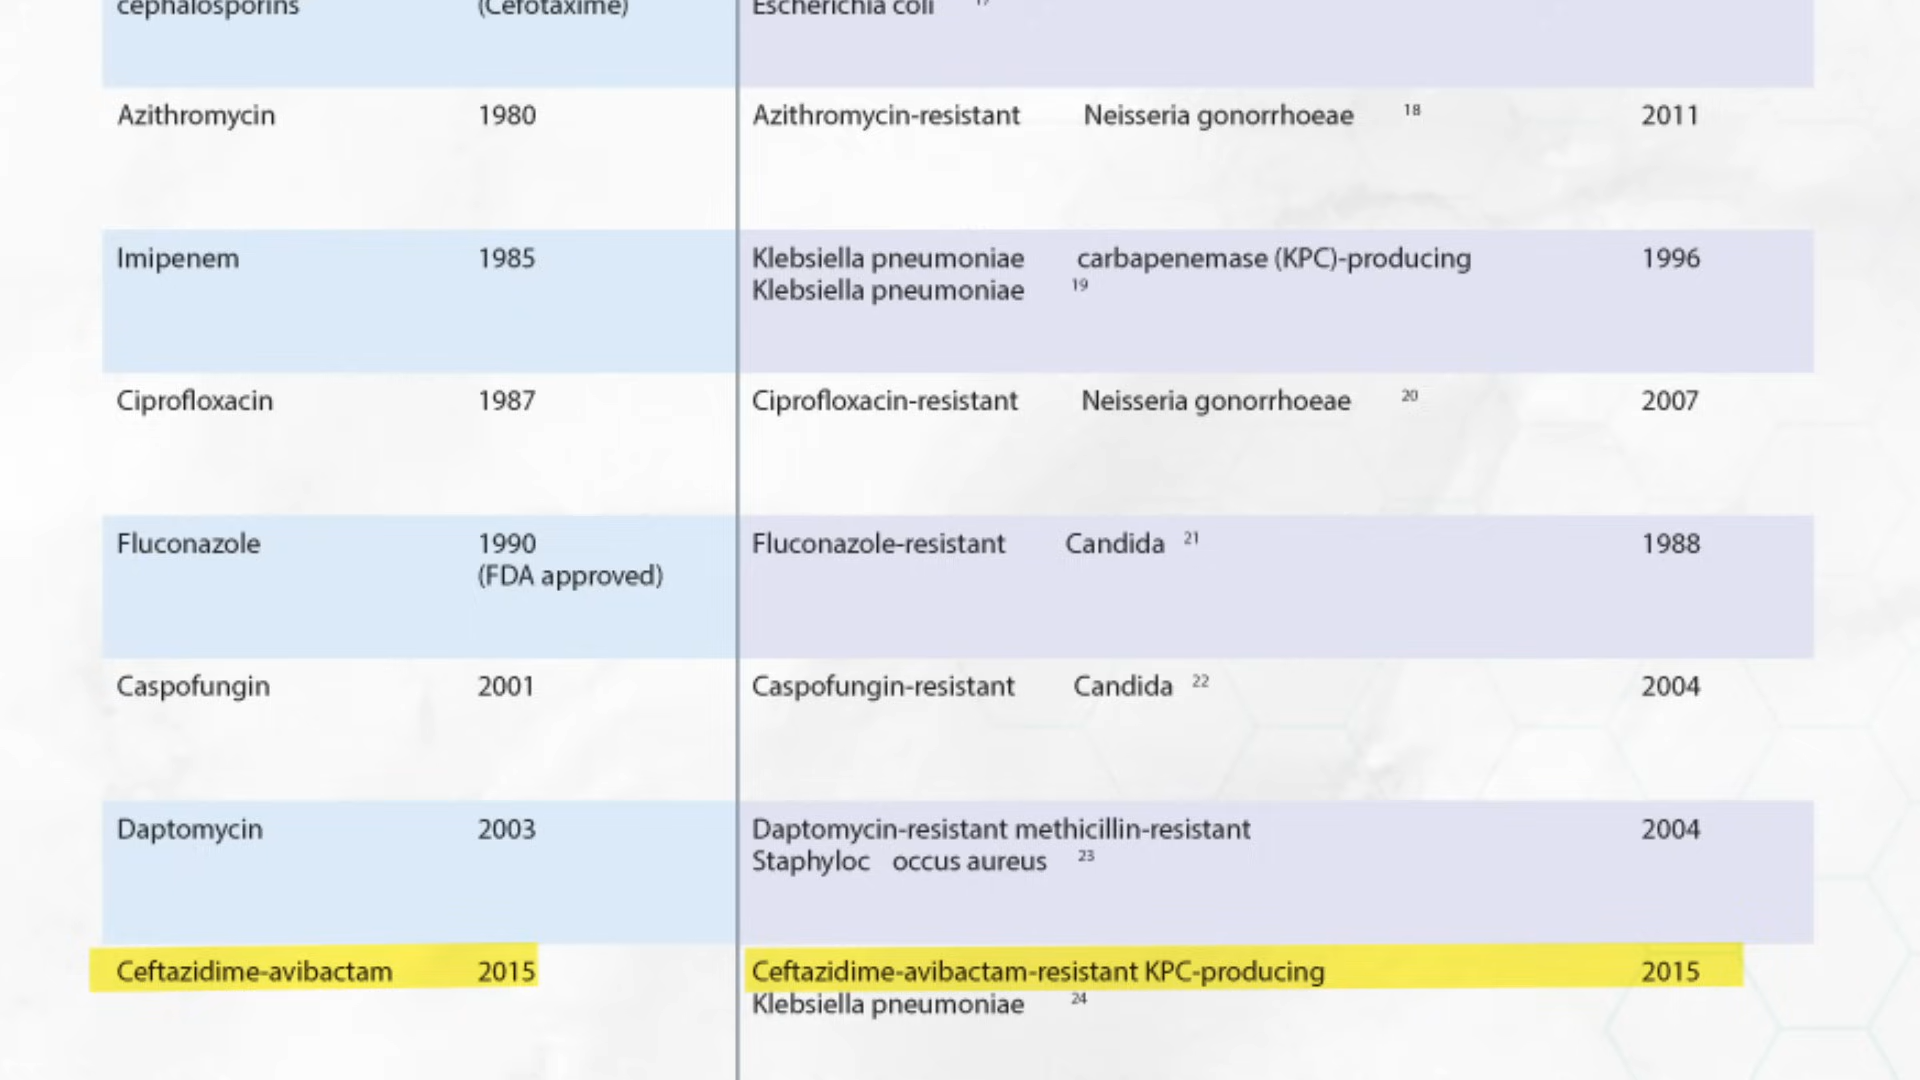 cephalosporins (Cefotaxime) Escherichia coli 17
Azithromycin 1980 Azithromycin-resistant Neisseria gonorrhoeae 18 2011
Imipenem 1985 Klebsiella pneumoniae carbapenemase (KPC)-producing 1996
Klebsiella pneumoniae 19
Ciprofloxacin 1987 Ciprofloxacin-resistant Neisseria gonorrhoeae 20 2007
Fluconazole 1990 Fluconazole-resistant Candida 21 1988
(FDA approved)
Caspofungin 2001 Caspofungin-resistant Candida 22 2004
Daptomycin 2003 Daptomycin-resistant methicillin-resistant 2004
Staphyloc occus aureus 23
Ceftazidime-avibactam 2015 Ceftazidime-avibactam-resistant KPC-producing 2015
Klebsiella pneumoniae 24